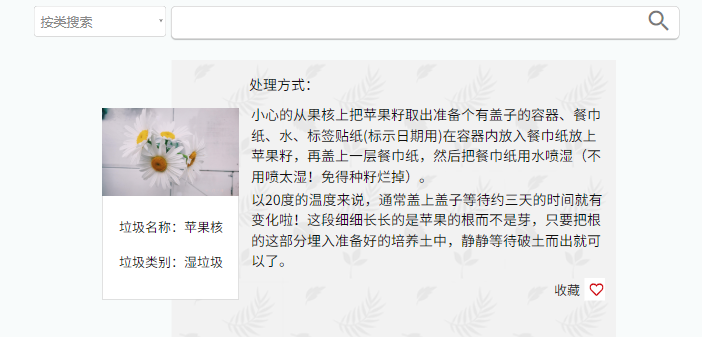 按类搜索
处理方式：
小心的从果核上把苹果籽取出准备个有盖子的容器、餐巾
纸、水、标签贴纸(标示日期用)在容器内放入餐巾纸放上
苹果籽，再盖上一层餐巾纸，然后把餐巾纸用水喷湿（不
用喷太湿！免得种籽烂掉）。
以20度的温度来说，通常盖上盖子等待约三天的时间就有
变化啦！这段细细长长的是苹果的根而不是芽，只要把根
的这部分埋入准备好的培养土中，静静等待破土而出就可
以了。
垃圾名称：苹果核
垃圾类别：湿垃圾
收藏